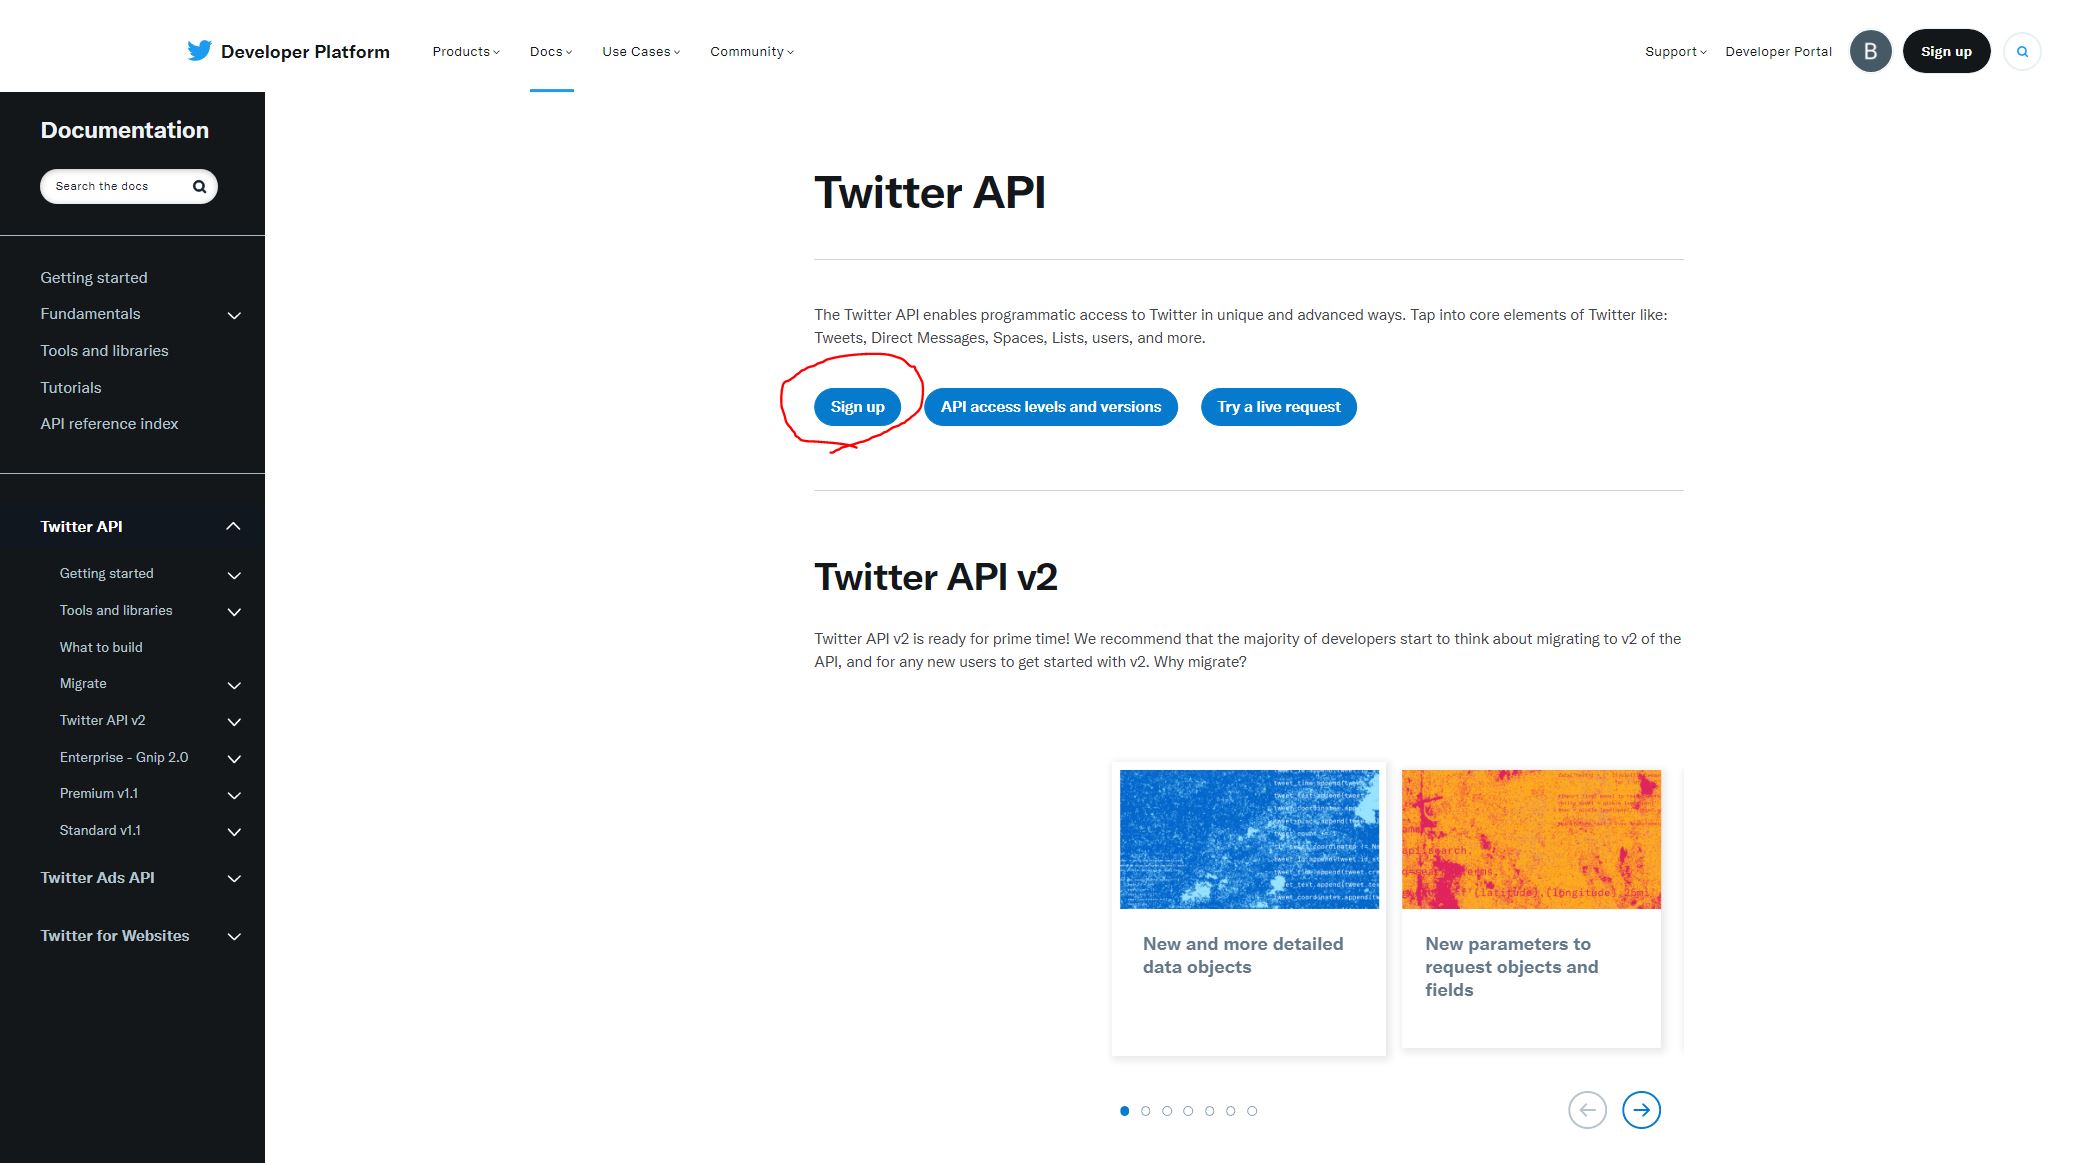 Developer Platform
Products
Docs
Use Cases
Community
Support
Developer Portal
B
Sign up
Documentation
Search the docs
Getting started
Fundamentals
Tools and libraries
Tutorials
API reference index
Twitter API
Getting started
Tools and libraries
What to build
Migrate
Twitter API v2
Enterprise - Gnip 2.0
Premium v1.1
Standard v1.1
Twitter Ads API
Twitter for Websites
Twitter API
The Twitter API enables programmatic access to Twitter in unique and advanced ways. Tap into core elements of Twitter like:
Tweets, Direct Messages, Spaces, Lists, users, and more.
Sign up
API access levels and versions
Try a live request
Twitter API v2
Twitter API v2 is ready for prime time! We recommend that the majority of developers start to think about migrating to v2 of the
API, and for any new users to get started with v2. Why migrate?
New and more detailed
data objects
New parameters to
request objects and
fields